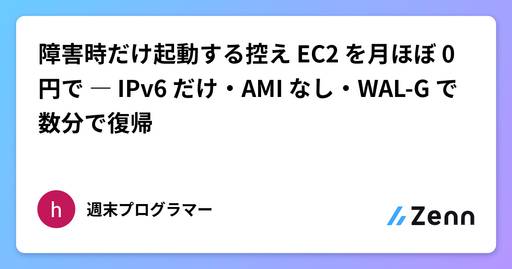 障害時だけ起動する控え EC2 を月ほぼ 0
円で — IPv6 だけ・AMI なし・WAL-G で
数分で復帰
h
週末プログラマー
Zenn